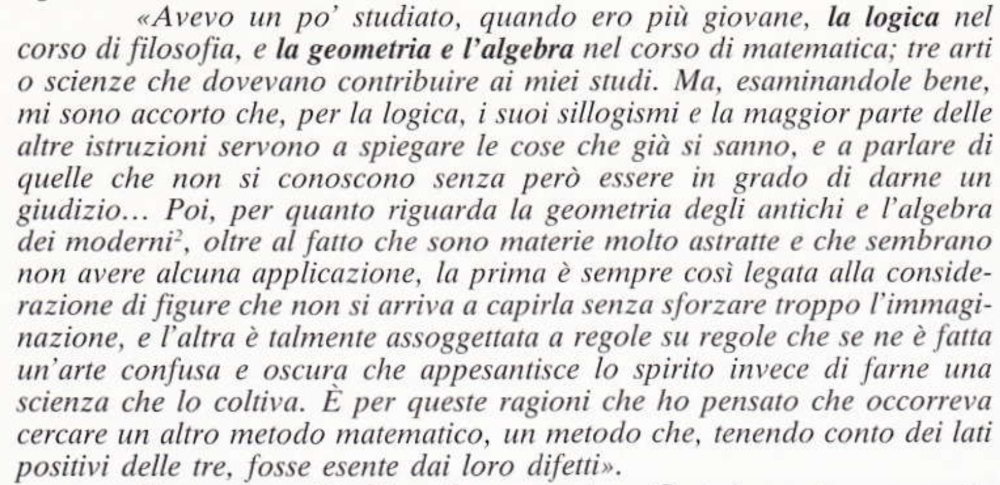 «Avevo un po' studiato, quando ero più giovane, la logica nel
corso di filosofia, e la geometria e l'algebra nel corso di matematica; tre arti
o scienze che dovevano contribuire ai miei studi. Ma, esaminandole bene,
mi sono accorto che, per la logica, i suoi sillogismi e la maggior parte delle
altre istruzioni servono a spiegare le cose che già si sanno, e a parlare di
quelle che non si conoscono senza però essere in grado di darne un
giudizio... Poi, per quanto riguarda la geometria degli antichi e l'algebra
dei moderni², oltre al fatto che sono materie molto astratte e che sembrano
non avere alcuna applicazione, la prima è sempre così legata alla conside-
razione di figure che non si arriva a capirla senza sforzare troppo l'immagi-
nazione, e l'altra è talmente assoggettata a regole su regole che se ne è fatta
un'arte confusa e oscura che appesantisce lo spirito invece di farne una
scienza che lo coltiva. È per queste ragioni che ho pensato che occorreva
cercare un altro metodo matematico, un metodo che, tenendo conto dei lati
positivi delle tre, fosse esente dai loro difetti».